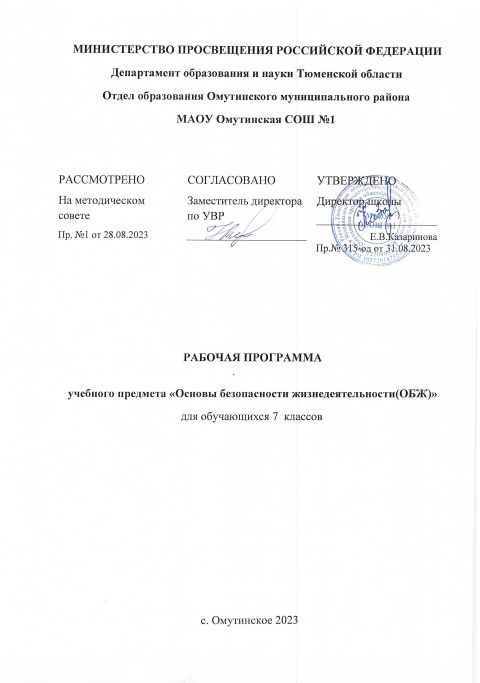 МИНИСТЕРСТВО ПРОСВЕЩЕНИЯ РОССИЙСКОЙ ФЕДЕРАЦИИ
Департамент образования и науки Тюменской области
Отдел образования Омутинского муниципального района
МАОУ Омутинская СОШ №1
РАССМОТРЕНО
На методическом
совете
Пр. №1 от 28.08.2023
СОГЛАСОВАНО
Заместитель директора
по УВР
УТВЕРЖДЕНО
Директор школы
Е.В.Казаринова
Пр.№ 315-од от 31.08.2023
РАБОЧАЯ ПРОГРАММА
учебного предмета «Основы безопасности жизнедеятельности(ОБЖ)»
для обучающихся 7 классов
с. Омутинское 2023